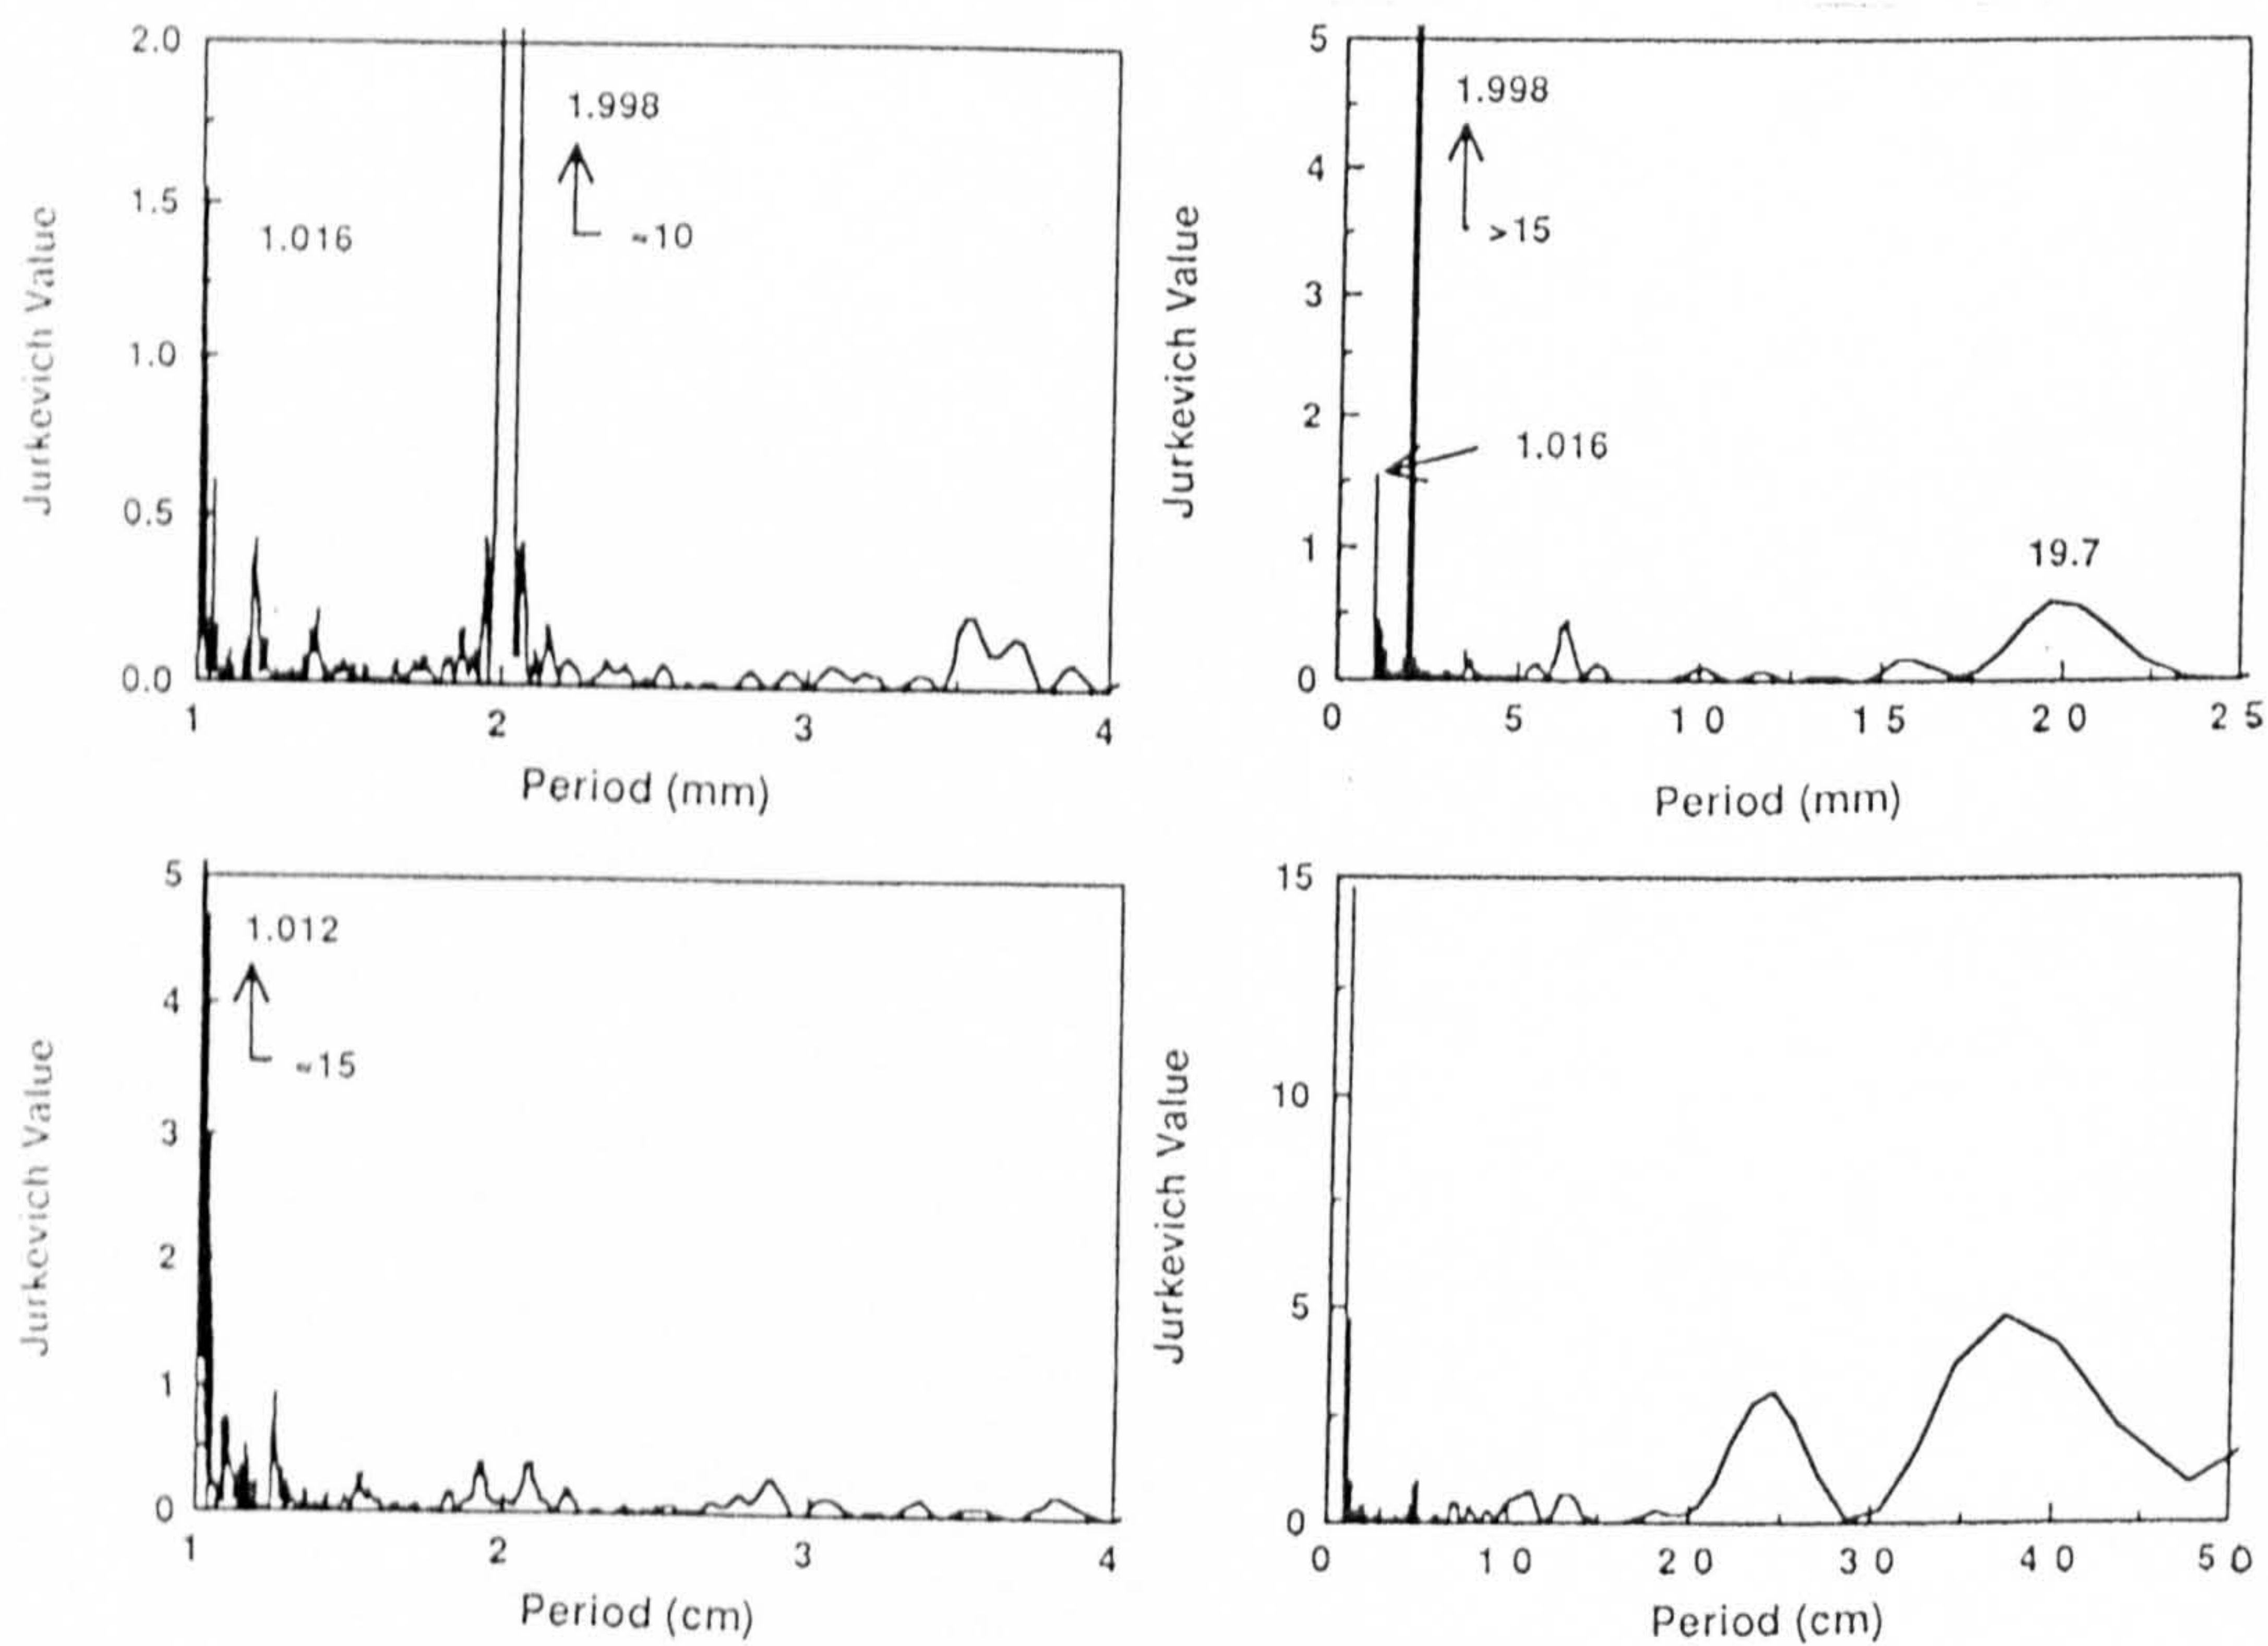 2.0
1.5
1.0
0.5
0.0
Jurkevich Value
1.998
≈10
1.016
1 2 3 4
Period (mm)
5
4
3
2
1
0
Jurkevich Value
1.998
>15
1.016
19.7
0 5 10 15 20 25
Period (mm)
5
4
3
2
1
0
Jurkevich Value
1.012
≈15
1 2 3 4
Period (cm)
15
10
5
0
Jurkevich Value
0 10 20 30 40 50
Period (cm)